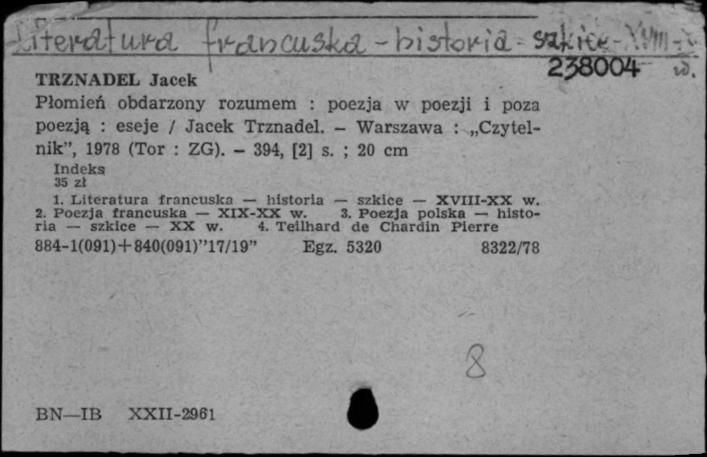 Literatura francuska - historia - szkice - XVIII-
238004 w.
TRZNADEL Jacek
Płomień obdarzony rozumem : poezja w poezji i poza
poezją : eseje / Jacek Trznadel. – Warszawa : „Czytel-
nik”, 1978 (Tor : ZG). – 394, [2] s. ; 20 cm
Indeks
35 zł
1. Literatura francuska — historia — szkice — XVIII-XX w.
2. Poezja francuska — XIX-XX w. 3. Poezja polska — histo-
ria — szkice — XX w. 4. Teilhard de Chardin Pierre
884-1(091)+840(091)”17/19” Egz. 5320 8322/78
8
BN—IB XXII-2961